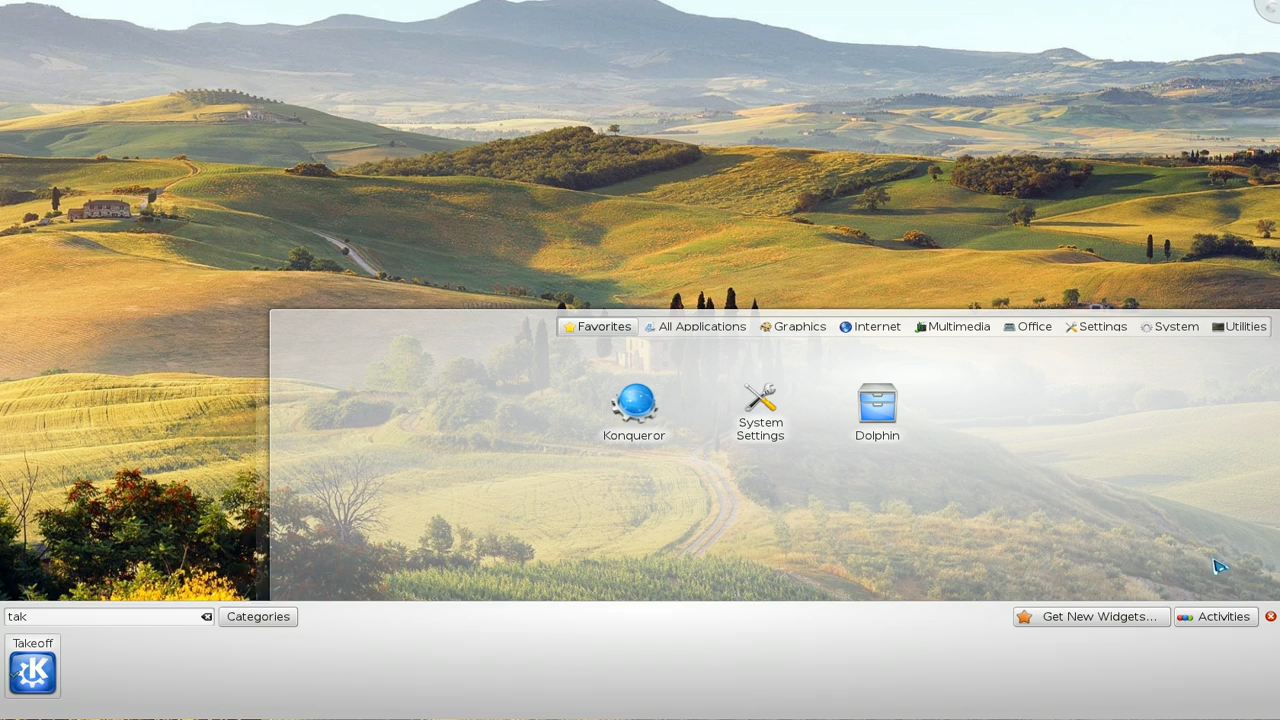 Favorites All Applications Graphics Internet Multimedia Office Settings System Utilities
Konqueror
System
Settings
Dolphin
tak Categories Get New Widgets... Activities
Takeoff